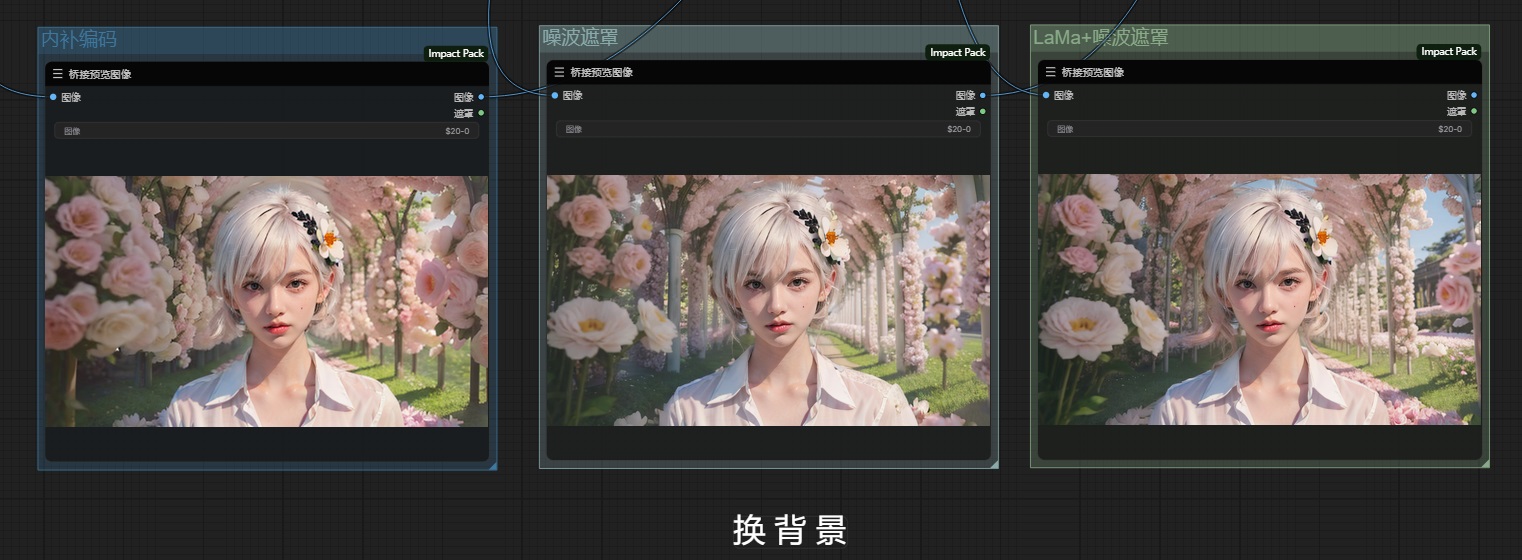 内补编码
Impact Pack
桥接预览图像
图像 图像
遮罩
图像 $20-0
噪波遮罩
Impact Pack
桥接预览图像
图像 图像
遮罩
图像 $20-0
LaMa+噪波遮罩
Impact Pack
桥接预览图像
图像 图像
遮罩
图像 $20-0
换背景